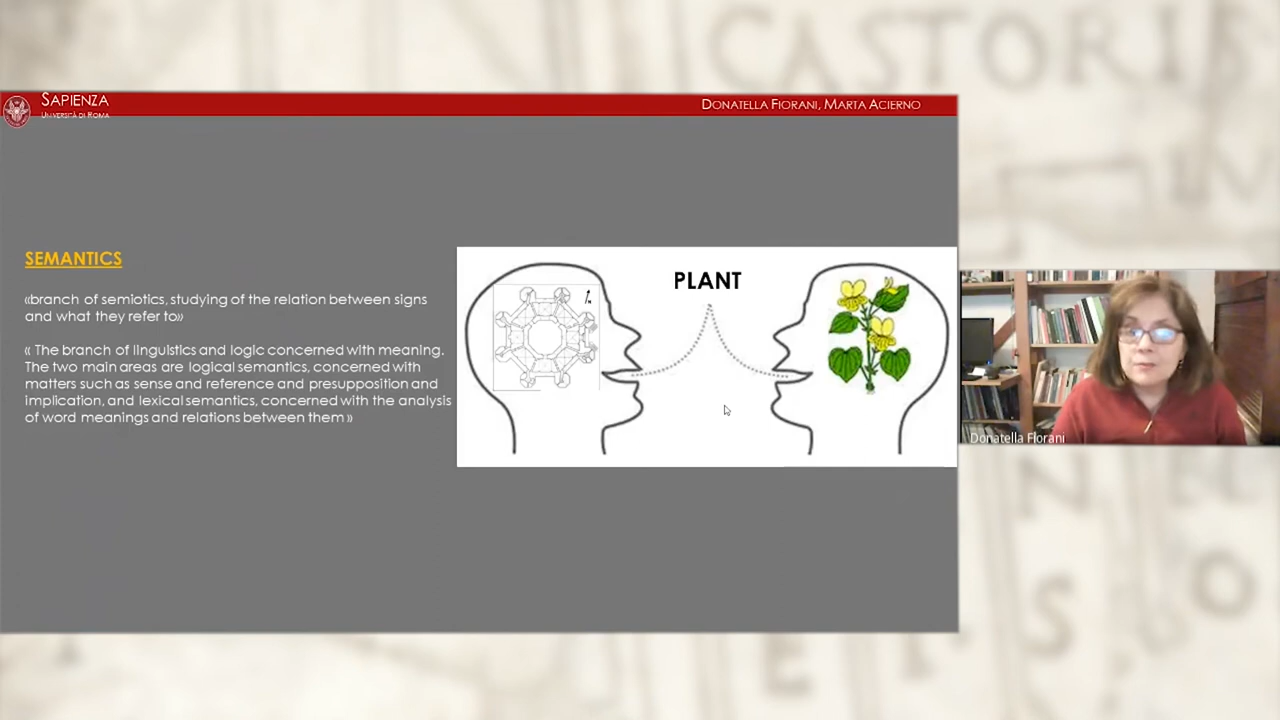 SAPIENZA
UNIVERSITÀ DI ROMA
DONATELLA FIORANI, MARTA ACIERNO
SEMANTICS
«branch of semiotics, studying of the relation between signs
and what they refer to»
« The branch of linguistics and logic concerned with meaning.
The two main areas are logical semantics, concerned with
matters such as sense and reference and presupposition and
implication, and lexical semantics, concerned with the analysis
of word meanings and relations between them »
PLANT
Donatella Fiorani
CASTORIS